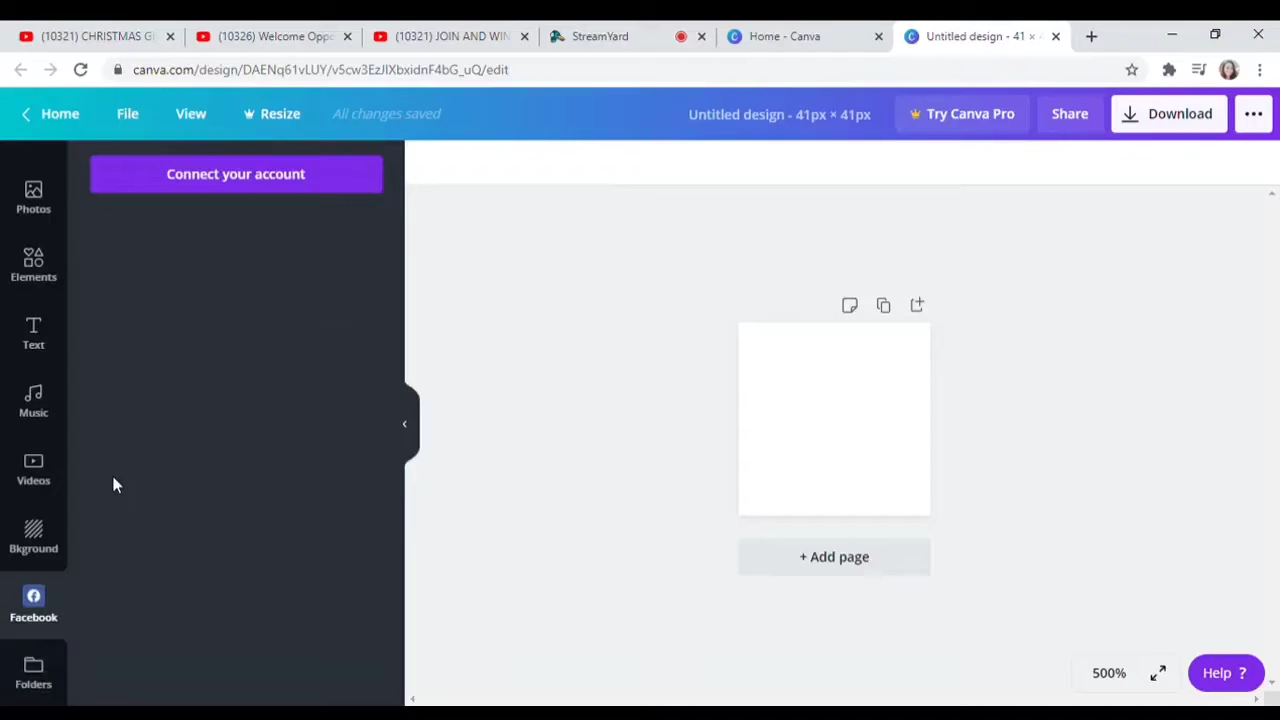 (10321) CHRISTMAS G
(10326) Welcome Oppo
(10321) JOIN AND WIN
StreamYard
Home - Canva
Untitled design - 41 ×
canva.com/design/DAENq61vLUY/v5cw3EzJIXbxidnF4bG_uQ/edit
Home
File
View
Resize
All changes saved
Untitled design - 41px × 41px
Try Canva Pro
Share
Download
Connect your account
Photos
Elements
Text
Music
Videos
Bkground
Facebook
Folders
+ Add page
500%
Help ?